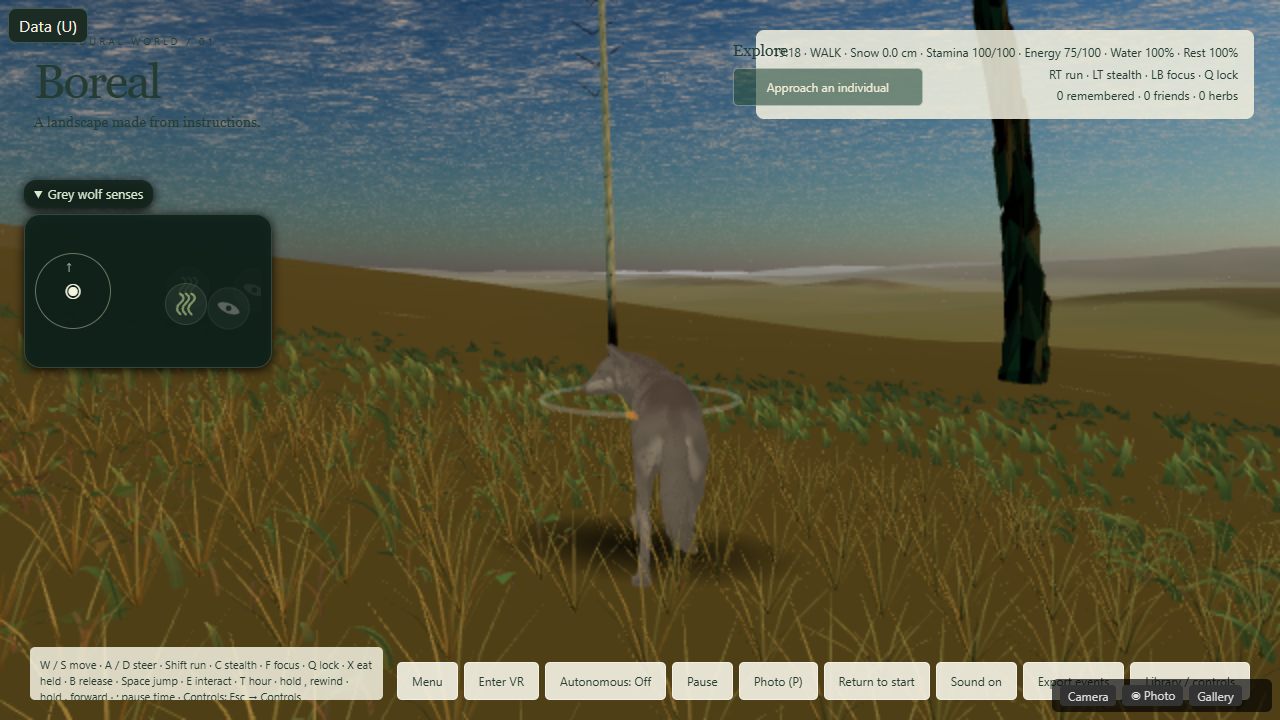 Data (U)
Boreal
A landscape made from instructions.
Explore
18 · WALK · Snow 0.0 cm · Stamina 100/100 · Energy 75/100 · Water 100% · Rest 100%
Approach an individual
RT run · LT stealth · LB focus · Q lock
0 remembered · 0 friends · 0 herbs
▼ Grey wolf senses
W / S move · A / D steer · Shift run · C stealth · F focus · Q lock · X eat
held · B release · Space jump · E interact · T hour · hold , rewind ·
hold . forward · ; pause time · Controls: Esc → Controls
Menu
Enter VR
Autonomous: Off
Pause
Photo (P)
Return to start
Sound on
Export events
Library / controls
Camera
◉ Photo
Gallery